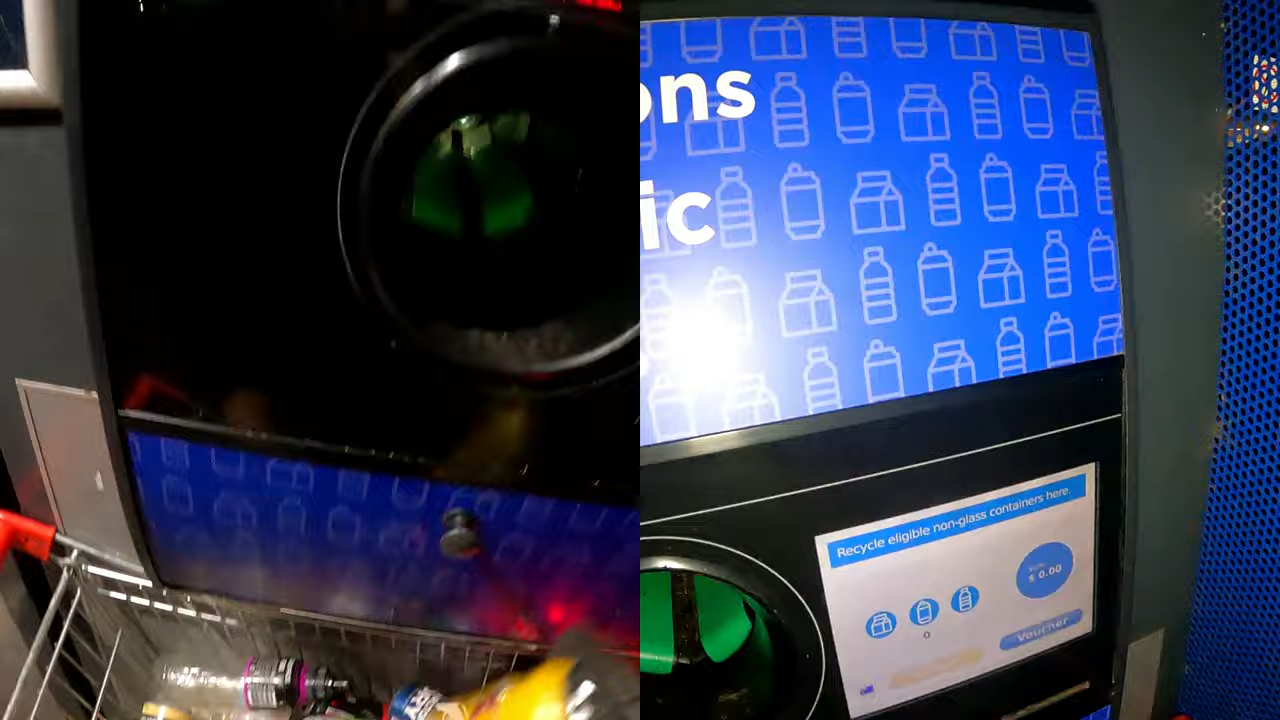 ons
ic
Recycle eligible non-glass containers here.
$ 0.00
0
Voucher